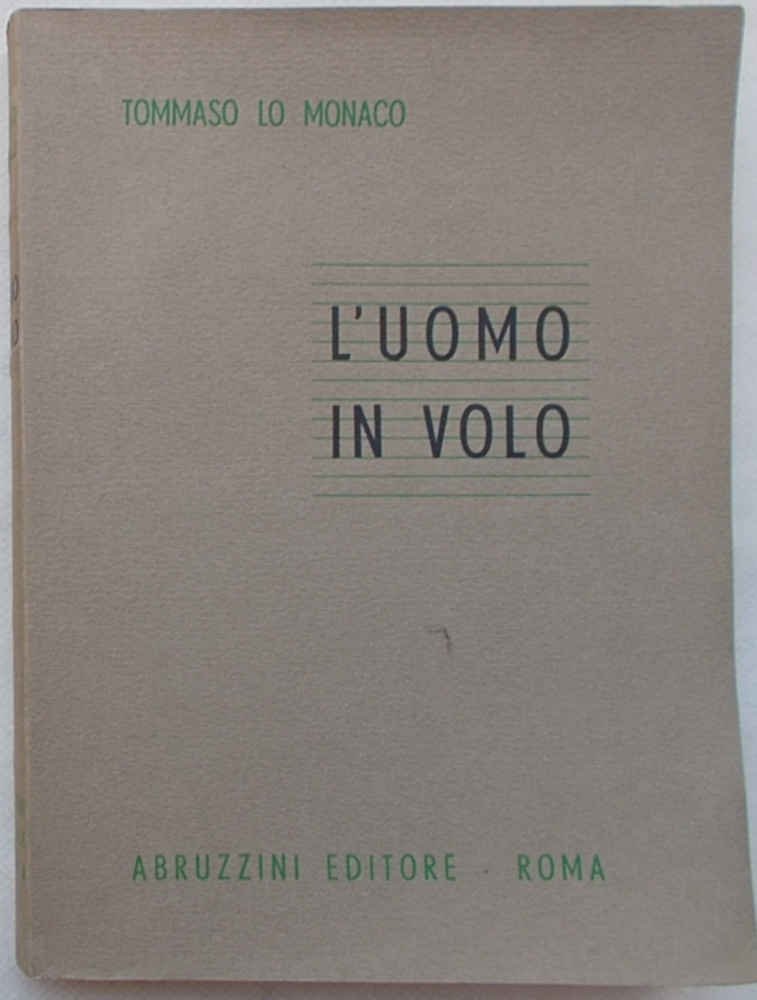 TOMMASO LO MONACO
L'UOMO
IN VOLO
ABRUZZINI EDITORE - ROMA